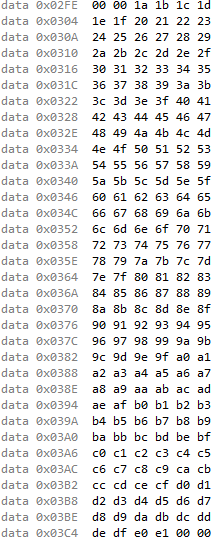 data 0x02FE 00 00 1a 1b 1c 1d
data 0x0304 1e 1f 20 21 22 23
data 0x030A 24 25 26 27 28 29
data 0x0310 2a 2b 2c 2d 2e 2f
data 0x0316 30 31 32 33 34 35
data 0x031C 36 37 38 39 3a 3b
data 0x0322 3c 3d 3e 3f 40 41
data 0x0328 42 43 44 45 46 47
data 0x032E 48 49 4a 4b 4c 4d
data 0x0334 4e 4f 50 51 52 53
data 0x033A 54 55 56 57 58 59
data 0x0340 5a 5b 5c 5d 5e 5f
data 0x0346 60 61 62 63 64 65
data 0x034C 66 67 68 69 6a 6b
data 0x0352 6c 6d 6e 6f 70 71
data 0x0358 72 73 74 75 76 77
data 0x035E 78 79 7a 7b 7c 7d
data 0x0364 7e 7f 80 81 82 83
data 0x036A 84 85 86 87 88 89
data 0x0370 8a 8b 8c 8d 8e 8f
data 0x0376 90 91 92 93 94 95
data 0x037C 96 97 98 99 9a 9b
data 0x0382 9c 9d 9e 9f a0 a1
data 0x0388 a2 a3 a4 a5 a6 a7
data 0x038E a8 a9 aa ab ac ad
data 0x0394 ae af b0 b1 b2 b3
data 0x039A b4 b5 b6 b7 b8 b9
data 0x03A0 ba bb bc bd be bf
data 0x03A6 c0 c1 c2 c3 c4 c5
data 0x03AC c6 c7 c8 c9 ca cb
data 0x03B2 cc cd ce cf d0 d1
data 0x03B8 d2 d3 d4 d5 d6 d7
data 0x03BE d8 d9 da db dc dd
data 0x03C4 de df e0 e1 00 00